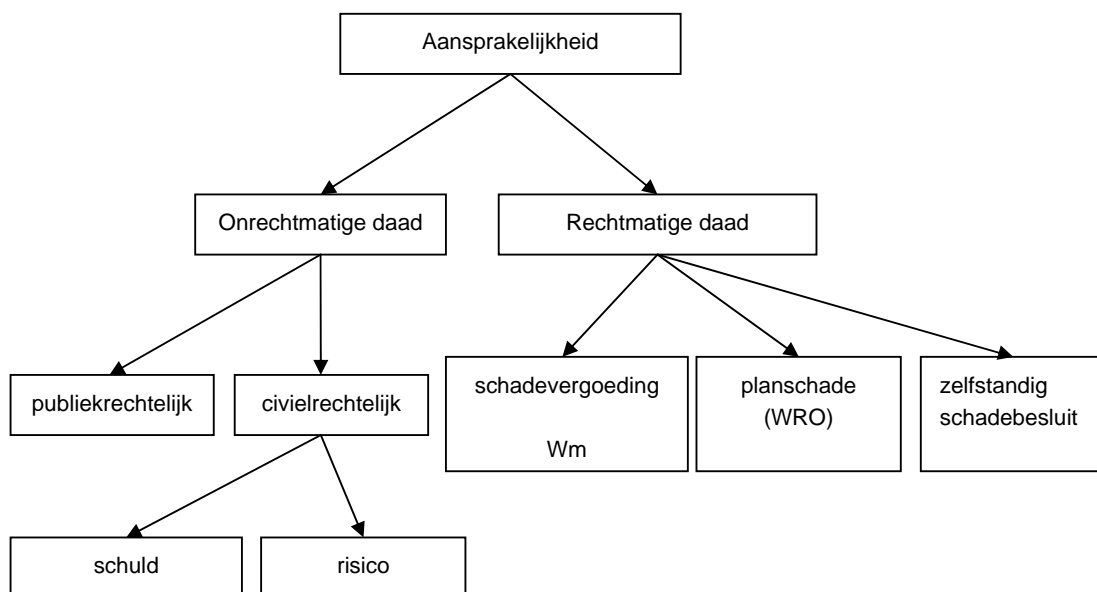 Aansprakelijkheid
Onrechtmatige daad
Rechtmatige daad
publiekrechtelijk
civielrechtelijk
schadevergoeding
Wm
planschade
(WRO)
zelfstandig
schadebesluit
schuld
risico